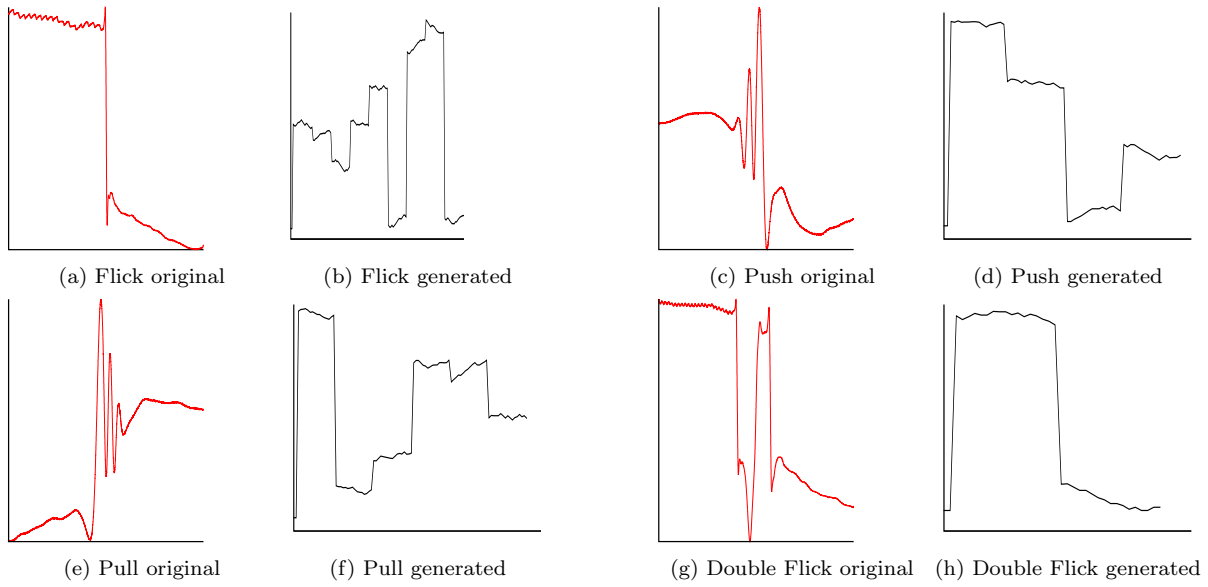 (a) Flick original
(b) Flick generated
(c) Push original
(d) Push generated
(e) Pull original
(f) Pull generated
(g) Double Flick original
(h) Double Flick generated